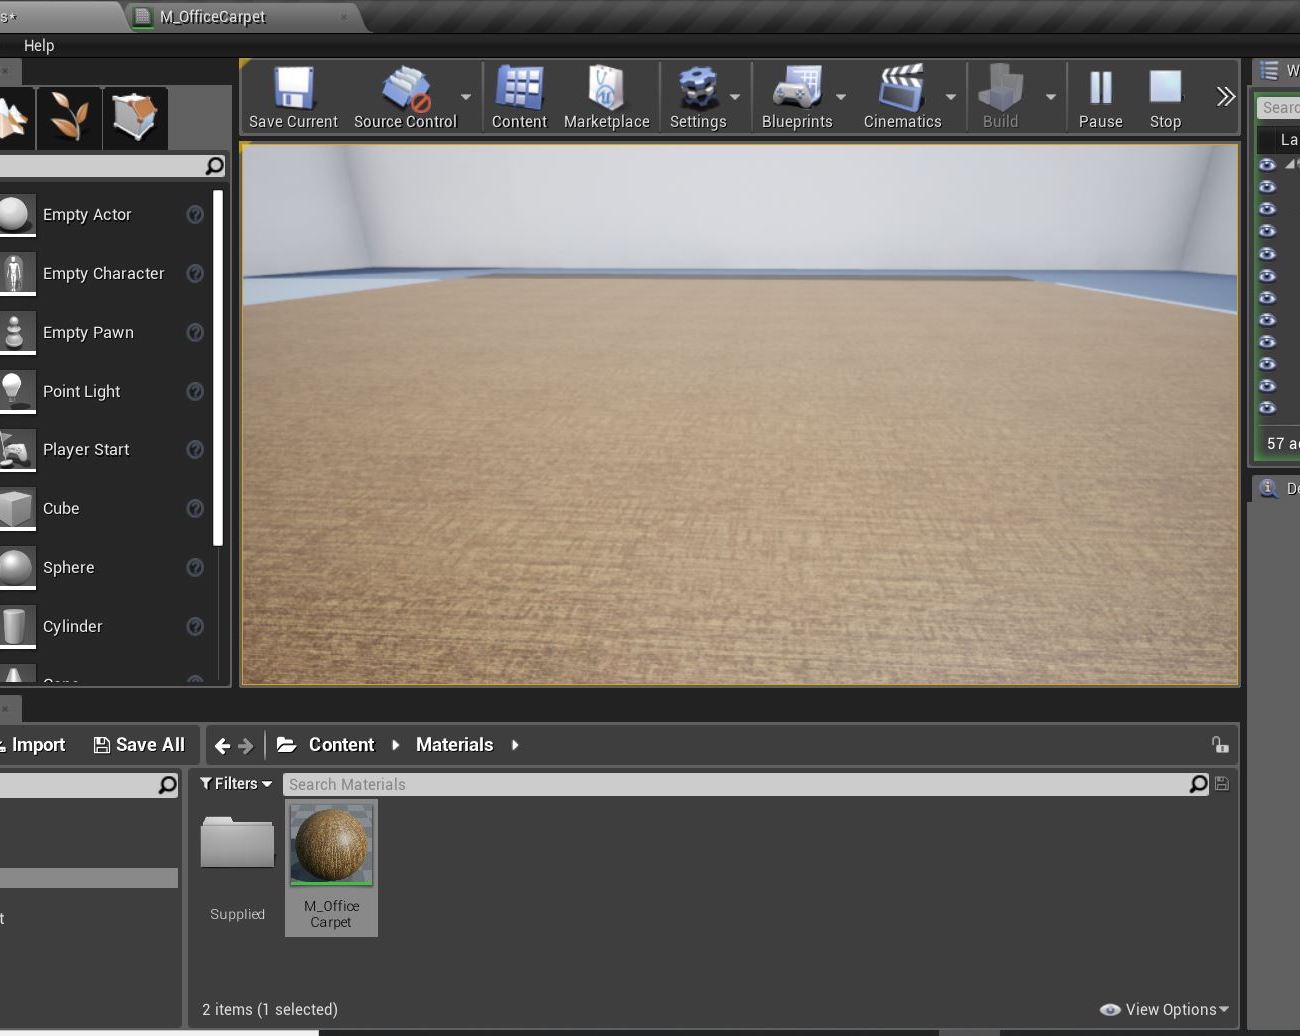 s*
M_OfficeCarpet
Help
Save Current
Source Control
Content
Marketplace
Settings
Blueprints
Cinematics
Build
Pause
Stop
W
Searc
La
Empty Actor
Empty Character
Empty Pawn
Point Light
Player Start
Cube
Sphere
Cylinder
57 a
De
Import
Save All
Content
Materials
Filters
Search Materials
Supplied
M_Office
Carpet
t
2 items (1 selected)
View Options